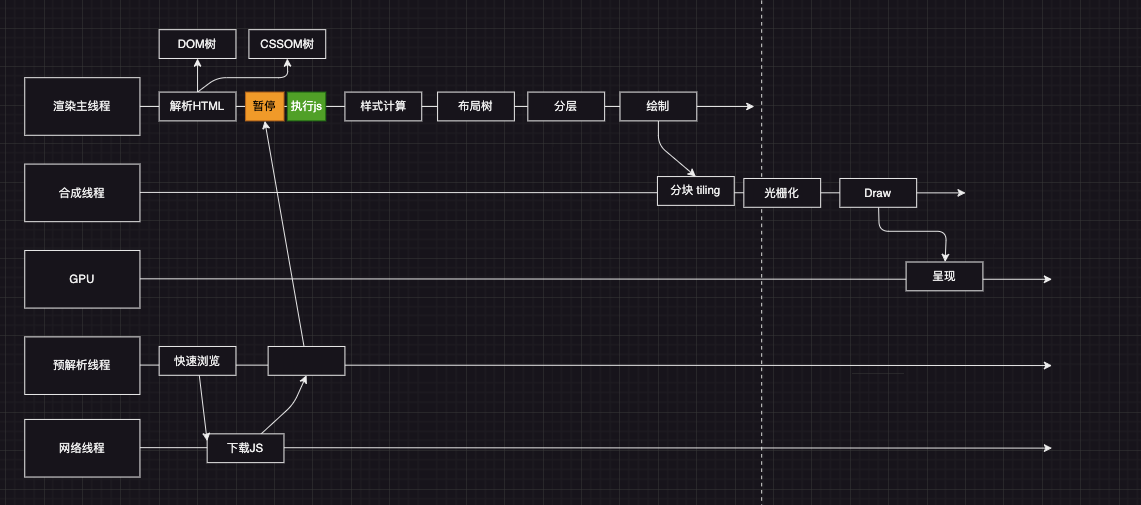 DOM树
CSSOM树
渲染主线程
解析HTML
暂停
执行js
样式计算
布局树
分层
绘制
合成线程
分块 tiling
光栅化
Draw
GPU
呈现
预解析线程
快速浏览
网络线程
下载JS